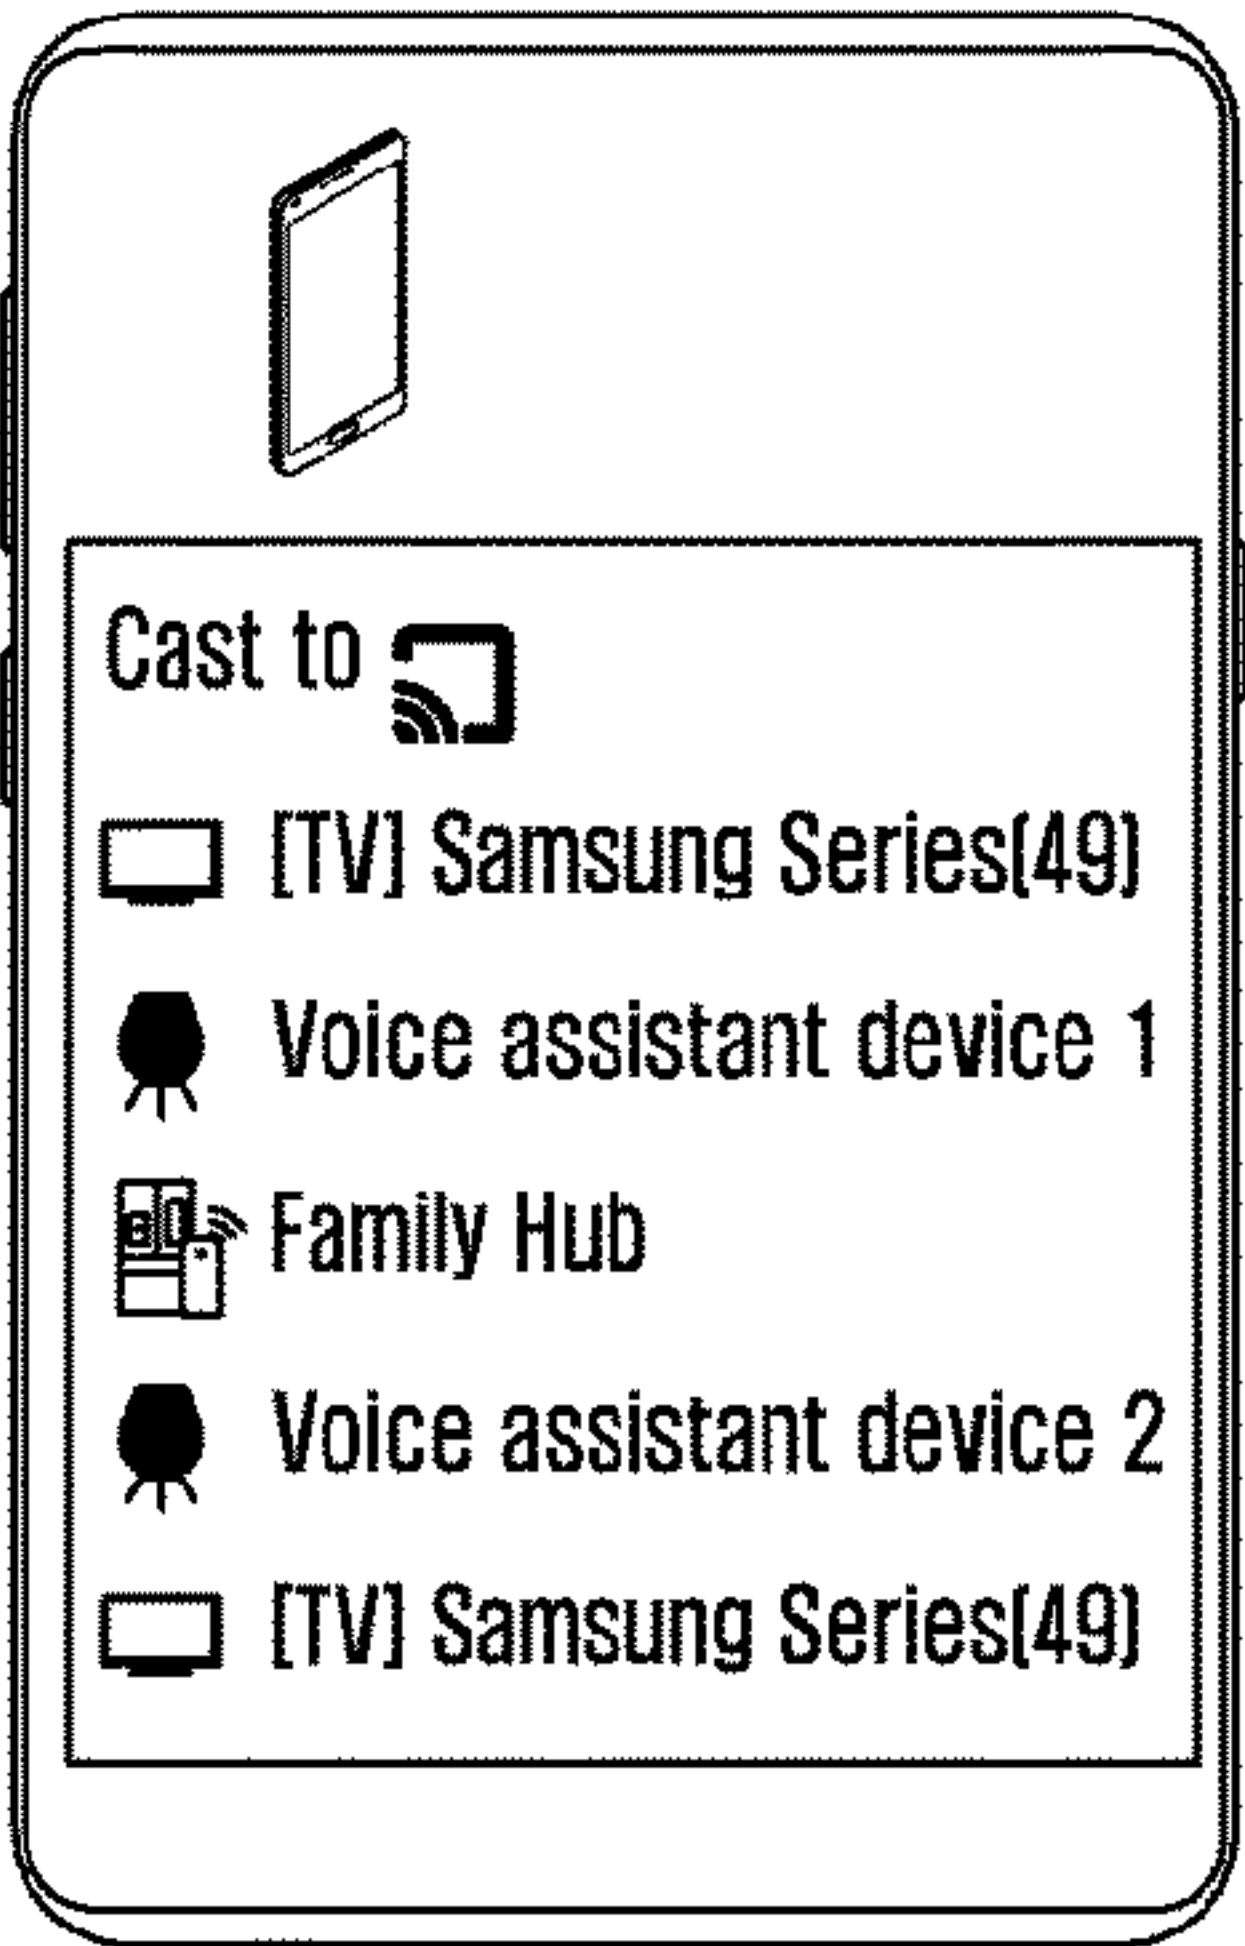 Cast to
[TV] Samsung Series(49)
Voice assistant device 1
Family Hub
Voice assistant device 2
[TV] Samsung Series(49)